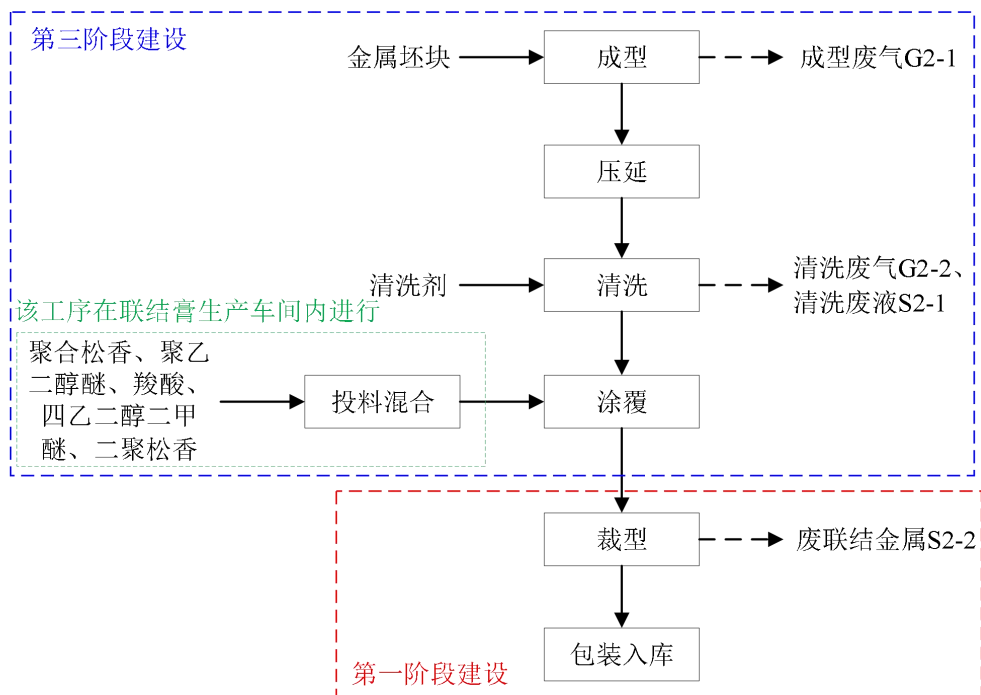 第三阶段建设
金属坯块
成型
成型废气G2-1
压延
清洗剂
清洗
清洗废气G2-2、
清洗废液S2-1
该工序在联结膏生产车间内进行
聚合松香、聚乙
二醇醚、羧酸、
四乙二醇二甲
醚、二聚松香
投料混合
涂覆
裁型
废联结金属S2-2
包装入库
第一阶段建设